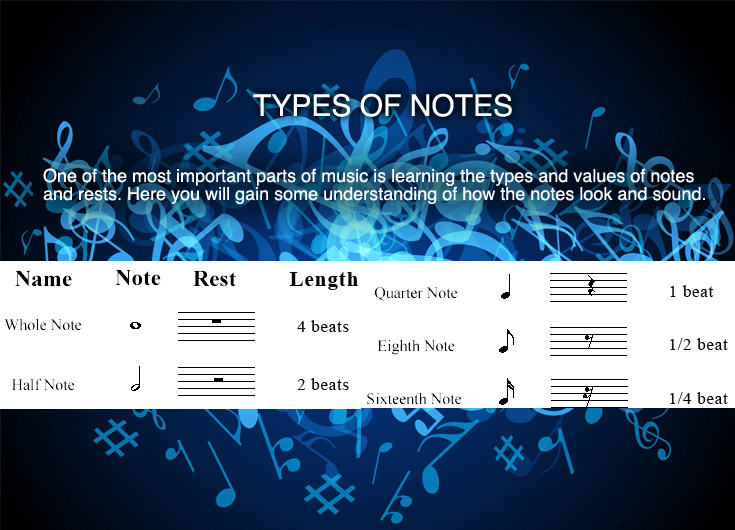 TYPES OF NOTES
One of the most important parts of music is learning the types and values of notes
and rests. Here you will gain some understanding of how the notes look and sound.
Name Note Rest Length
Whole Note 4 beats
Half Note 2 beats
Quarter Note 1 beat
Eighth Note 1/2 beat
Sixteenth Note 1/4 beat